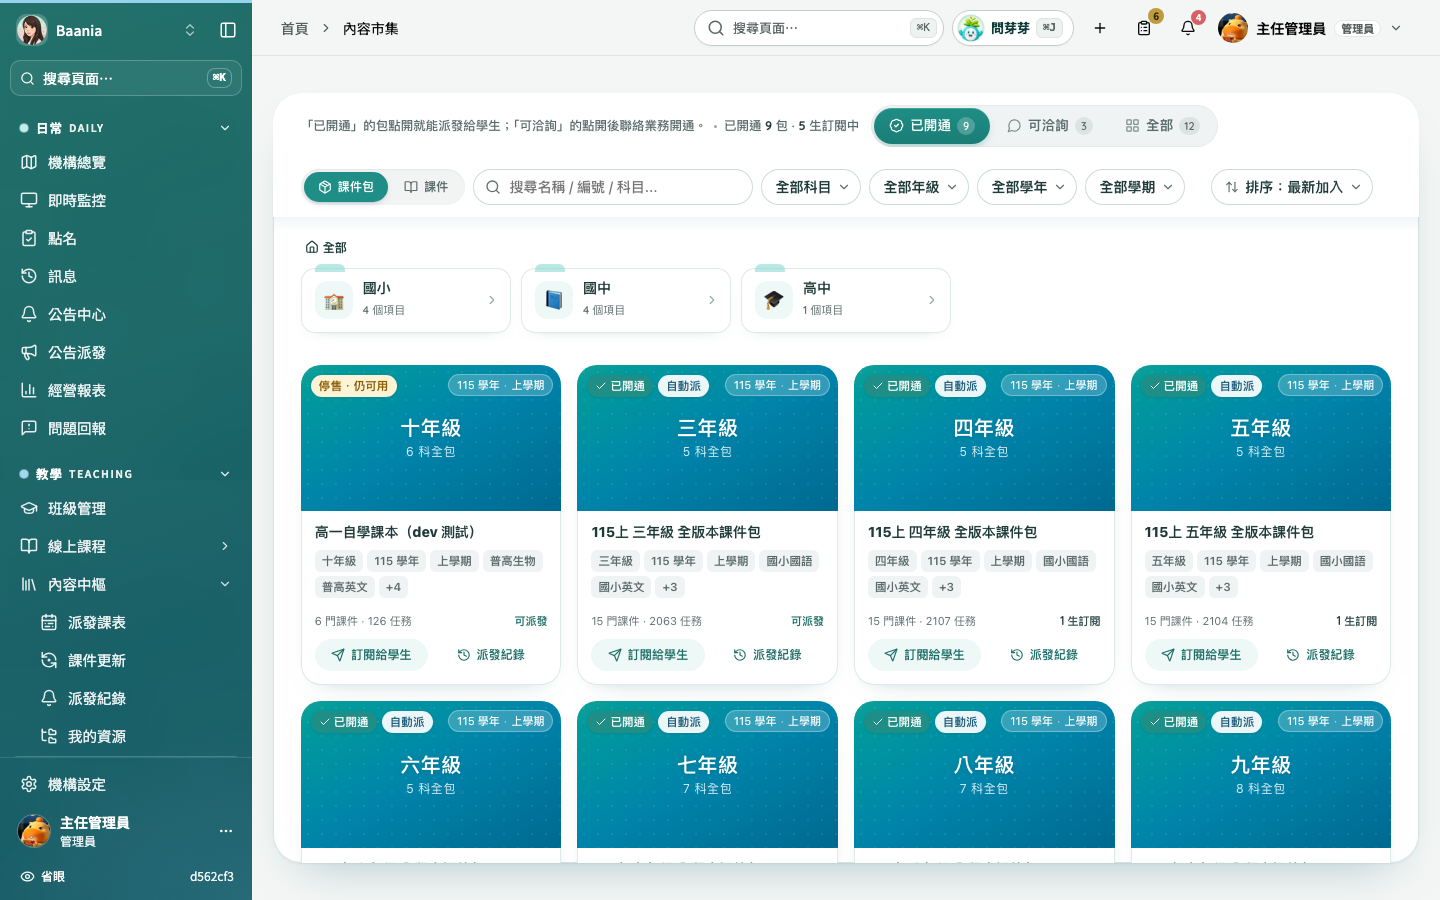 Baania
搜尋頁面…
⌘K
日常 DAILY
機構總覽
即時監控
點名
訊息
公告中心
公告派發
經營報表
問題回報
教學 TEACHING
班級管理
線上課程
內容中樞
派發課表
課件更新
派發紀錄
我的資源
機構設定
主任管理員
管理員
省眼
d562cf3
首頁 > 內容市集
搜尋頁面…
⌘K
問芽芽
⌘J
6
4
主任管理員
管理員
「已開通」的包點開就能派發給學生；「可洽詢」的點開後聯絡業務開通。 · 已開通 9 包 · 5 生訂閱中
已開通 9
可洽詢 3
全部 12
課件包
課件
搜尋名稱 / 編號 / 科目…
全部科目
全部年級
全部學年
全部學期
排序：最新加入
全部
國小
4 個項目
國中
4 個項目
高中
1 個項目
停售 · 仍可用
115 學年 · 上學期
十年級
6 科全包
高一自學課本（dev 測試）
十年級 115 學年 上學期 普高生物
普高英文 +4
6 門課件 · 126 任務
可派發
訂閱給學生
派發紀錄
已開通 自動派 115 學年 · 上學期
三年級
5 科全包
115上 三年級 全版本課件包
三年級 115 學年 上學期 國小國語
國小英文 +3
15 門課件 · 2063 任務
可派發
訂閱給學生
派發紀錄
已開通 自動派 115 學年 · 上學期
四年級
5 科全包
115上 四年級 全版本課件包
四年級 115 學年 上學期 國小國語
國小英文 +3
15 門課件 · 2107 任務
1 生訂閱
訂閱給學生
派發紀錄
已開通 自動派 115 學年 · 上學期
五年級
5 科全包
115上 五年級 全版本課件包
五年級 115 學年 上學期 國小國語
國小英文 +3
15 門課件 · 2104 任務
1 生訂閱
訂閱給學生
派發紀錄
已開通 自動派 115 學年 · 上學期
六年級
5 科全包
已開通 自動派 115 學年 · 上學期
七年級
7 科全包
已開通 自動派 115 學年 · 上學期
八年級
7 科全包
已開通 自動派 115 學年 · 上學期
九年級
8 科全包